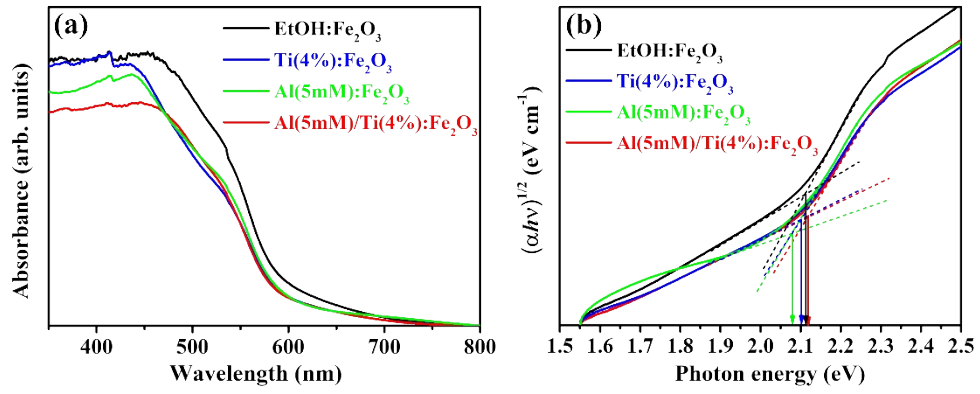 (a)
EtOH:Fe₂O₃
Ti(4%):Fe₂O₃
Al(5mM):Fe₂O₃
Al(5mM)/Ti(4%):Fe₂O₃
Absorbance (arb. units)
400 500 600 700 800
Wavelength (nm)
(b)
EtOH:Fe₂O₃
Ti(4%):Fe₂O₃
Al(5mM):Fe₂O₃
Al(5mM)/Ti(4%):Fe₂O₃
(αhν)¹ᐟ² (eV cm⁻¹)
1.5 1.6 1.7 1.8 1.9 2.0 2.1 2.2 2.3 2.4 2.5
Photon energy (eV)